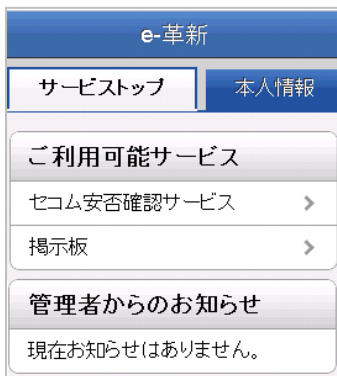 e-革新
サービストップ 本人情報
ご利用可能サービス
セコム安否確認サービス
掲示板
管理者からのお知らせ
現在お知らせはありません。